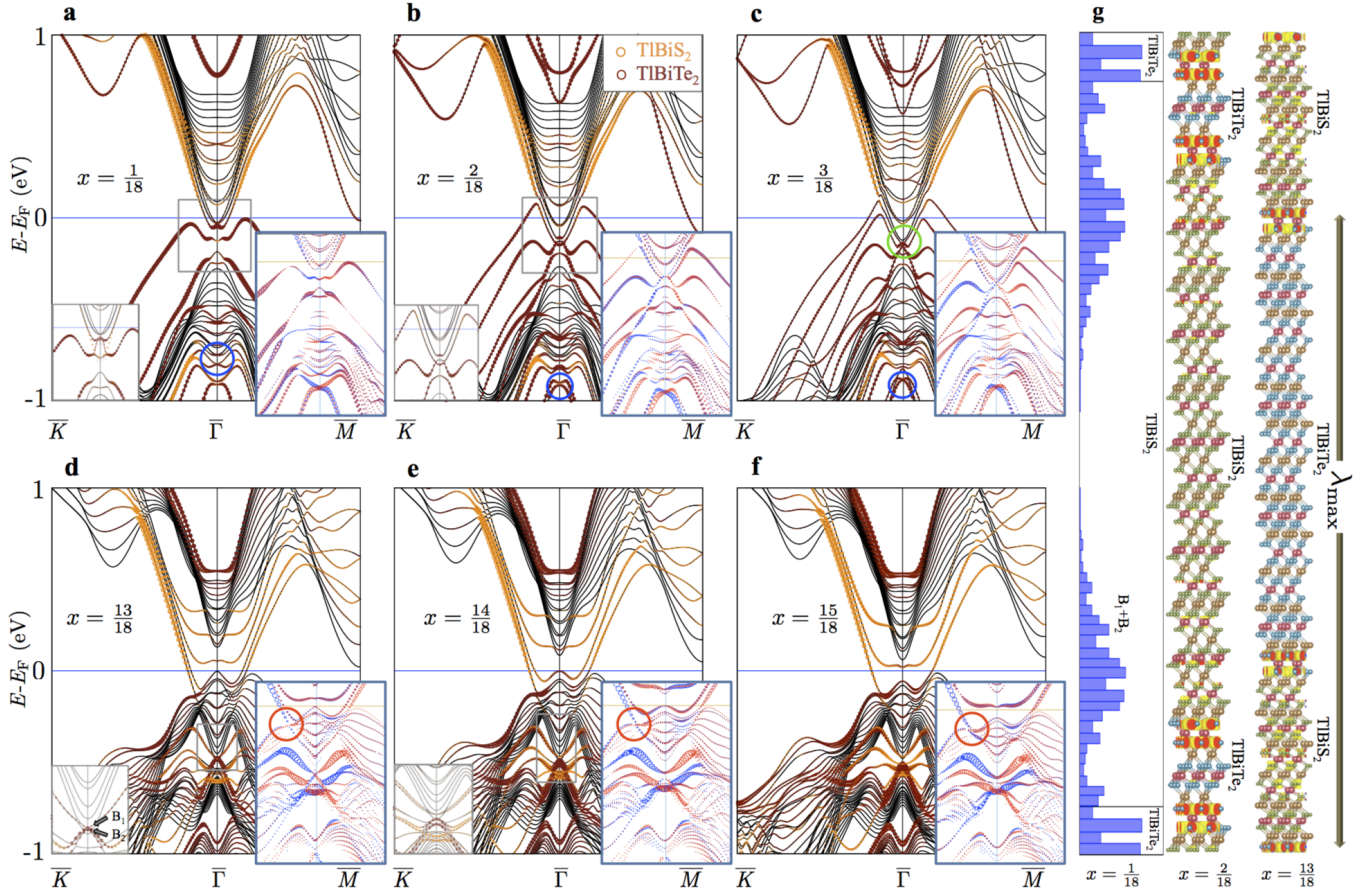 a
b
c
g
1
TlBiS₂
TlBiTe₂
x = 1/18
x = 2/18
x = 3/18
E-E_F (eV)
0
-1
K̅
Γ̅
M̅
K̅
Γ̅
M̅
K̅
Γ̅
M̅
d
e
f
1
x = 13/18
x = 14/18
x = 15/18
E-E_F (eV)
0
B₁
B₂
-1
K̅
Γ̅
M̅
K̅
Γ̅
M̅
K̅
Γ̅
M̅
TlBiTe₂
TlBiS₂
B₁+B₂
TlBiTe₂
x = 1/18
TlBiTe₂
TlBiS₂
TlBiTe₂
x = 2/18
TlBiS₂
TlBiTe₂
TlBiS₂
x = 13/18
λmax